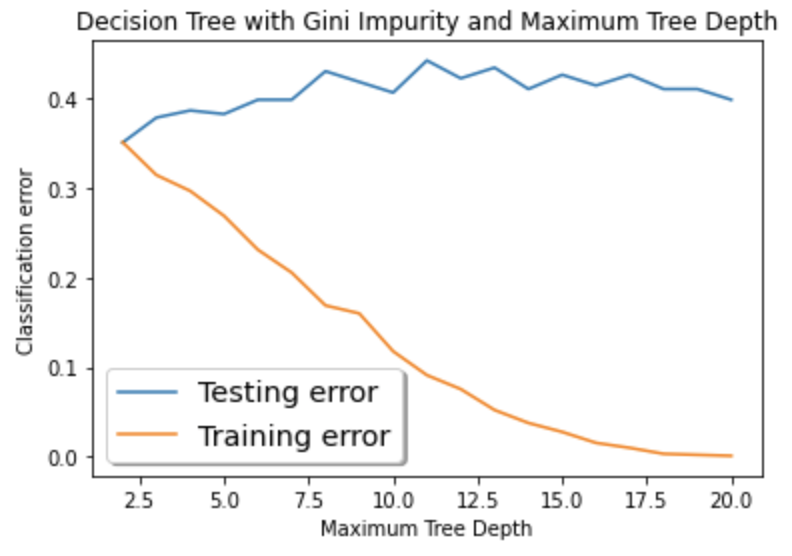 Decision Tree with Gini Impurity and Maximum Tree Depth
Classification error
0.4
0.3
0.2
0.1
0.0
Testing error
Training error
2.5 5.0 7.5 10.0 12.5 15.0 17.5 20.0
Maximum Tree Depth